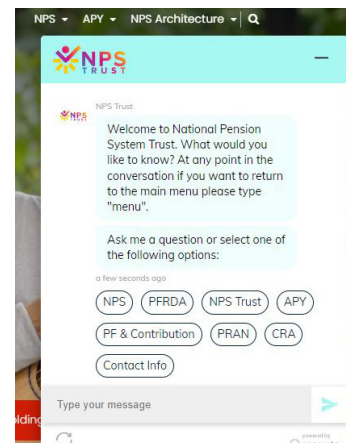 NPS APY NPS Architecture
NPS
TRUST
NPS Trust
NPS
Welcome to National Pension
System Trust. What would you
like to know? At any point in the
conversation if you want to return
to the main menu please type
"menu".
Ask me a question or select one of
the following options:
a few seconds ago
NPS PFRDA NPS Trust APY
PF & Contribution PRAN CRA
Contact Info
Type your message
powered by